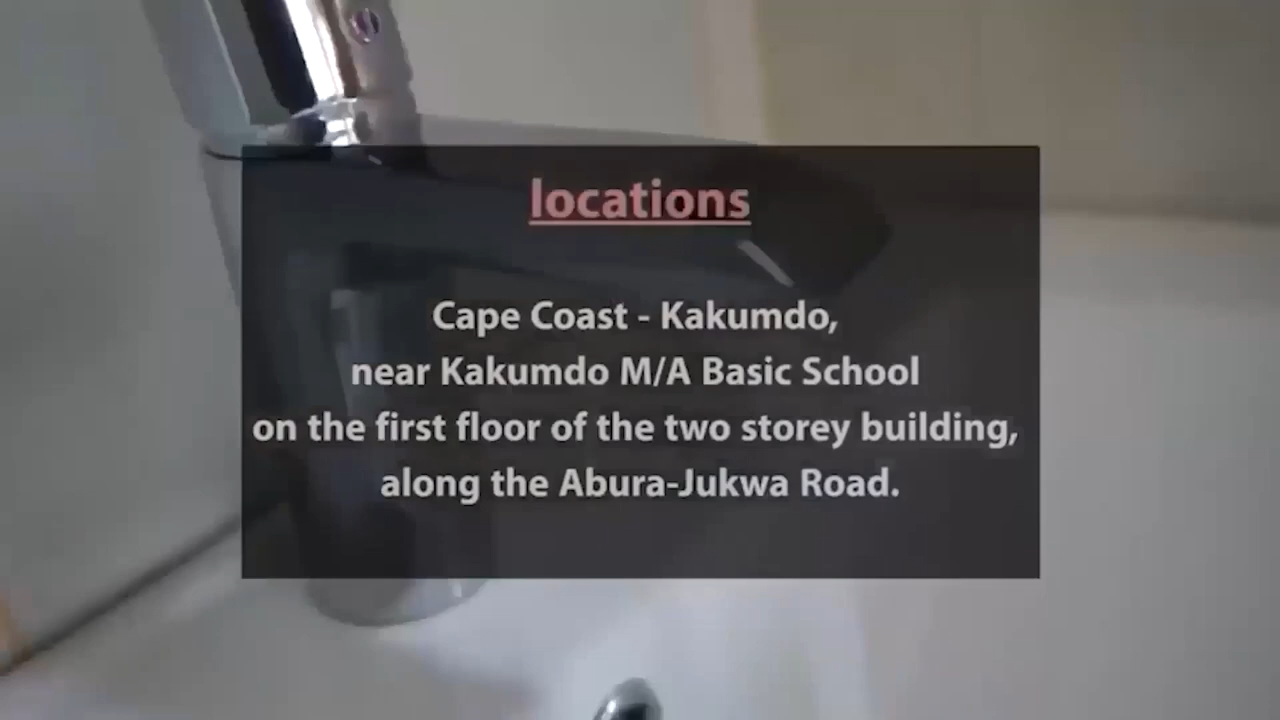 locations
Cape Coast - Kakumdo,
near Kakumdo M/A Basic School
on the first floor of the two storey building,
along the Abura-Jukwa Road.